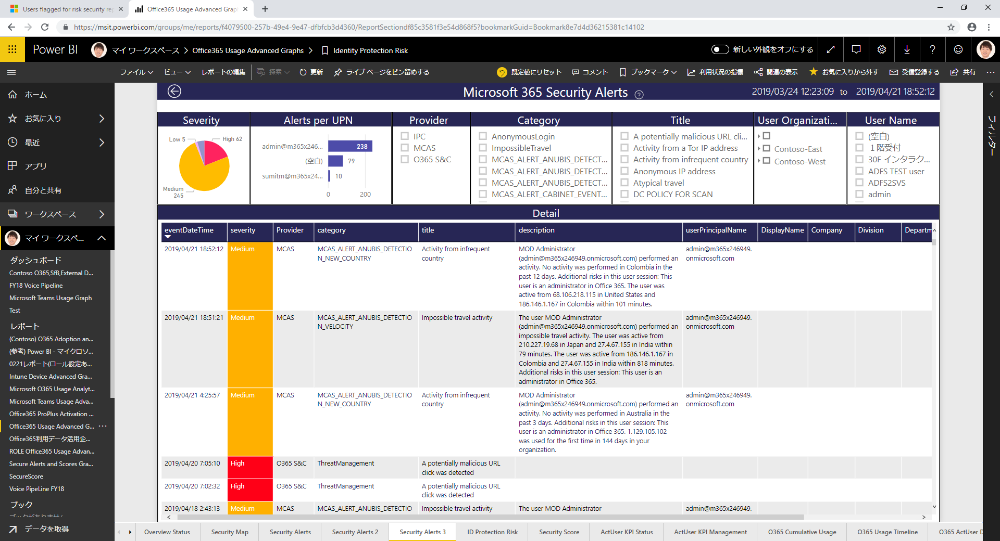 Users flagged for risk security rep
Office365 Usage Advanced Grap
https://msit.powerbi.com/groups/me/reports/f4079500-257b-49e4-9e47-dfbfcb3d4360/ReportSectiondf85c3581f3e54d868f5?bookmarkGuid=Bookmark8e7d4d36215381c14102
Power BI マイ ワークスペース > Office365 Usage Advanced Graphs > Identity Protection Risk 新しい外観をオフにする
ファイル ビュー レポートの編集 探索 更新 ライブ ページをピン留めする 既定値にリセット コメント ブックマーク 利用状況の指標 関連の表示 お気に入りから外す 受信登録する 共有 ...
ホーム
お気に入り
最近
アプリ
自分と共有
ワークスペース
マイ ワークスペ...
ダッシュボード
Contoso O365,SfB,External D...
FY18 Voice Pipeline
Microsoft Teams Usage Graph
Test
レポート
(Contoso) O365 Adoption an...
(参考) Power BI - マイクロソ...
0221レポート(ロール設定あ...
Intune Device Advanced Gra...
Microsoft O365 Usage Analyt...
Microsoft Teams Usage Adva...
Office365 ProPlus Activation ...
Office365 Usage Advanced G... ...
Office365利用データ活用企...
ROLE Office365 Usage Advan...
Secure Alerts and Scores Gra...
SecureScore
Voice PipeLine FY18
ブック
ブックがありません
データを取得
Microsoft 365 Security Alerts ?
2019/03/24 12:23:09 to 2019/04/21 18:52:12
Severity
Low 5
High 62
Medium
245
Alerts per UPN
admin@m365x246... 238
(空白) 79
sumitm@m365x24... 10
0 200
Provider
IPC
MCAS
O365 S&C
Category
AnonymousLogin
ImpossibleTravel
MCAS_ALERT_ANUBIS_DETECT...
MCAS_ALERT_ANUBIS_DETECT...
MCAS_ALERT_ANUBIS_DETECT...
MCAS_ALERT_CABINET_EVENT...
Title
A potentially malicious URL cli...
Activity from a Tor IP address
Activity from infrequent country
Anonymous IP address
Atypical travel
DC POLICY FOR SCAN
User Organizati...
Contoso-East
Contoso-West
User Name
(空白)
１階受付
30F インタラク...
ADFS TEST user
ADFS2SVS
admin
フィルター
Detail
eventDateTime severity Provider category title description userPrincipalName DisplayName Company Division Departm
2019/04/21 18:52:12 Medium MCAS MCAS_ALERT_ANUBIS_DETECTIO Activity from infrequent MOD Administrator admin@m365x246949.
N_NEW_COUNTRY country (admin@m365x246949.onmicrosoft.com) performed an onmicrosoft.com
activity. No activity was performed in Colombia in the
past 12 days. Additional risks in this user session: This
user is an administrator in Office 365. The user was
active from 68.106.218.115 in United States and
186.146.1.167 in Colombia within 101 minutes.
2019/04/21 18:51:21 Medium MCAS MCAS_ALERT_ANUBIS_DETECTIO Impossible travel activity The user MOD Administrator admin@m365x246949.
N_VELOCITY (admin@m365x246949.onmicrosoft.com) performed an onmicrosoft.com
impossible travel activity. The user was active from
210.227.19.68 in Japan and 27.4.67.155 in India within
79 minutes. The user was active from 186.146.1.167 in
Colombia and 27.4.67.155 in India within 818 minutes.
Additional risks in this user session: This user is an
administrator in Office 365.
2019/04/21 4:25:57 Medium MCAS MCAS_ALERT_ANUBIS_DETECTIO Activity from infrequent MOD Administrator admin@m365x246949.
N_NEW_COUNTRY country (admin@m365x246949.onmicrosoft.com) performed an onmicrosoft.com
activity. No activity was performed in Australia in the
past 3 days. Additional risks in this user session: This
user is an administrator in Office 365. 1.129.105.102
was used for the first time in 144 days in your
organization.
2019/04/20 7:05:10 High O365 S&C ThreatManagement A potentially malicious URL
click was detected
2019/04/20 7:02:32 High O365 S&C ThreatManagement A potentially malicious URL
click was detected
2019/04/18 2:43:13 Medium MCAS MCAS_ALERT_ANUBIS_DETECTIO Impossible travel activity The user MOD Administrator admin@m365x246949.
Overview Status Security Map Security Alerts Security Alerts 2 Security Alerts 3 ID Protection Risk Security Score ActUser KPI Status ActUser KPI Management O365 Cumulative Usage O365 Usage Timeline O365 ActUser D